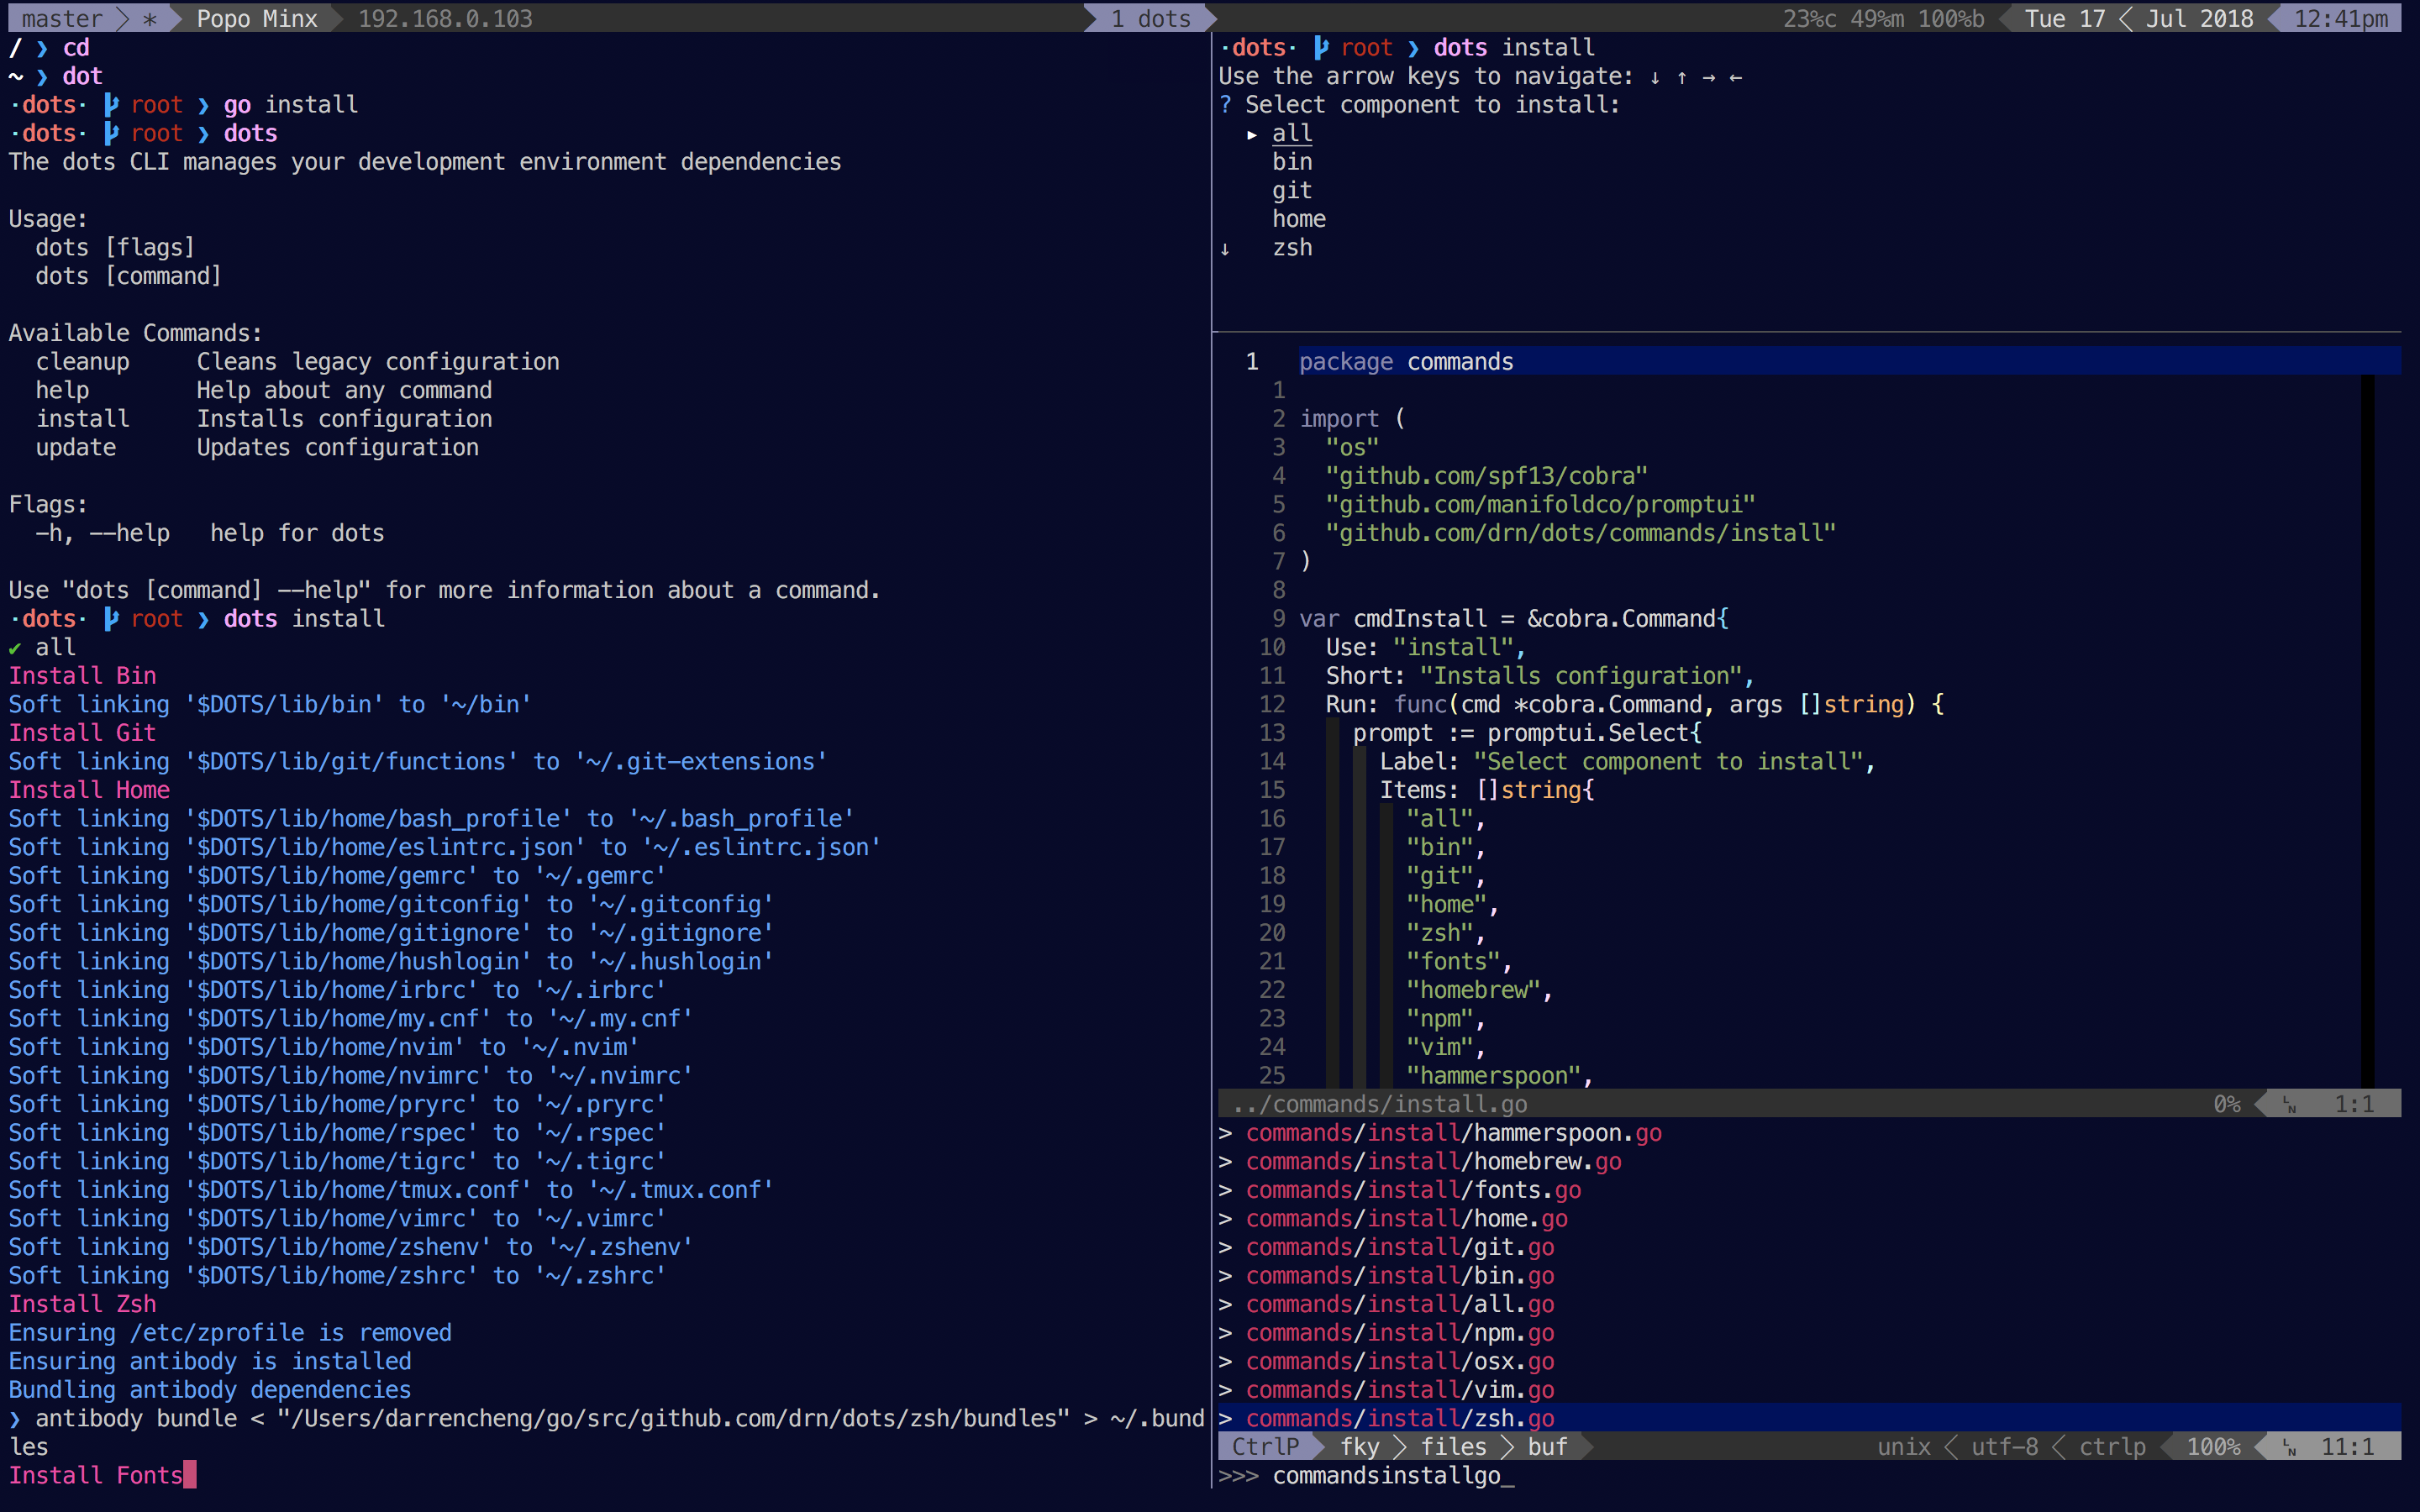 master * Popo Minx 192.168.0.103 1 dots 23%c 49%m 100%b Tue 17 Jul 2018 12:41pm
/ ❯ cd
~ ❯ dot
·dots· root ❯ go install
·dots· root ❯ dots
The dots CLI manages your development environment dependencies
Usage:
dots [flags]
dots [command]
Available Commands:
cleanup     Cleans legacy configuration
help        Help about any command
install     Installs configuration
update      Updates configuration
Flags:
-h, --help   help for dots
Use "dots [command] --help" for more information about a command.
·dots· root ❯ dots install
✔ all
Install Bin
Soft linking '$DOTS/lib/bin' to '~/bin'
Install Git
Soft linking '$DOTS/lib/git/functions' to '~/.git-extensions'
Install Home
Soft linking '$DOTS/lib/home/bash_profile' to '~/.bash_profile'
Soft linking '$DOTS/lib/home/eslintrc.json' to '~/.eslintrc.json'
Soft linking '$DOTS/lib/home/gemrc' to '~/.gemrc'
Soft linking '$DOTS/lib/home/gitconfig' to '~/.gitconfig'
Soft linking '$DOTS/lib/home/gitignore' to '~/.gitignore'
Soft linking '$DOTS/lib/home/hushlogin' to '~/.hushlogin'
Soft linking '$DOTS/lib/home/irbrc' to '~/.irbrc'
Soft linking '$DOTS/lib/home/my.cnf' to '~/.my.cnf'
Soft linking '$DOTS/lib/home/nvim' to '~/.nvim'
Soft linking '$DOTS/lib/home/nvimrc' to '~/.nvimrc'
Soft linking '$DOTS/lib/home/pryrc' to '~/.pryrc'
Soft linking '$DOTS/lib/home/rspec' to '~/.rspec'
Soft linking '$DOTS/lib/home/tigrc' to '~/.tigrc'
Soft linking '$DOTS/lib/home/tmux.conf' to '~/.tmux.conf'
Soft linking '$DOTS/lib/home/vimrc' to '~/.vimrc'
Soft linking '$DOTS/lib/home/zshenv' to '~/.zshenv'
Soft linking '$DOTS/lib/home/zshrc' to '~/.zshrc'
Install Zsh
Ensuring /etc/zprofile is removed
Ensuring antibody is installed
Bundling antibody dependencies
❯ antibody bundle < "/Users/darrencheng/go/src/github.com/drn/dots/zsh/bundles" > ~/.bund
les
Install Fonts
·dots· root ❯ dots install
Use the arrow keys to navigate: ↓ ↑ → ←
? Select component to install:
▸ all
bin
git
home
↓ zsh
1 package commands
1
2 import (
3 "os"
4 "github.com/spf13/cobra"
5 "github.com/manifoldco/promptui"
6 "github.com/drn/dots/commands/install"
7 )
8
9 var cmdInstall = &cobra.Command{
10 Use: "install",
11 Short: "Installs configuration",
12 Run: func(cmd *cobra.Command, args []string) {
13 prompt := promptui.Select{
14 Label: "Select component to install",
15 Items: []string{
16 "all",
17 "bin",
18 "git",
19 "home",
20 "zsh",
21 "fonts",
22 "homebrew",
23 "npm",
24 "vim",
25 "hammerspoon",
../commands/install.go 0% LN 1:1
> commands/install/hammerspoon.go
> commands/install/homebrew.go
> commands/install/fonts.go
> commands/install/home.go
> commands/install/git.go
> commands/install/bin.go
> commands/install/all.go
> commands/install/npm.go
> commands/install/osx.go
> commands/install/vim.go
> commands/install/zsh.go
CtrlP fky files buf unix utf-8 ctrlp 100% LN 11:1
>>> commandsinstallgo_